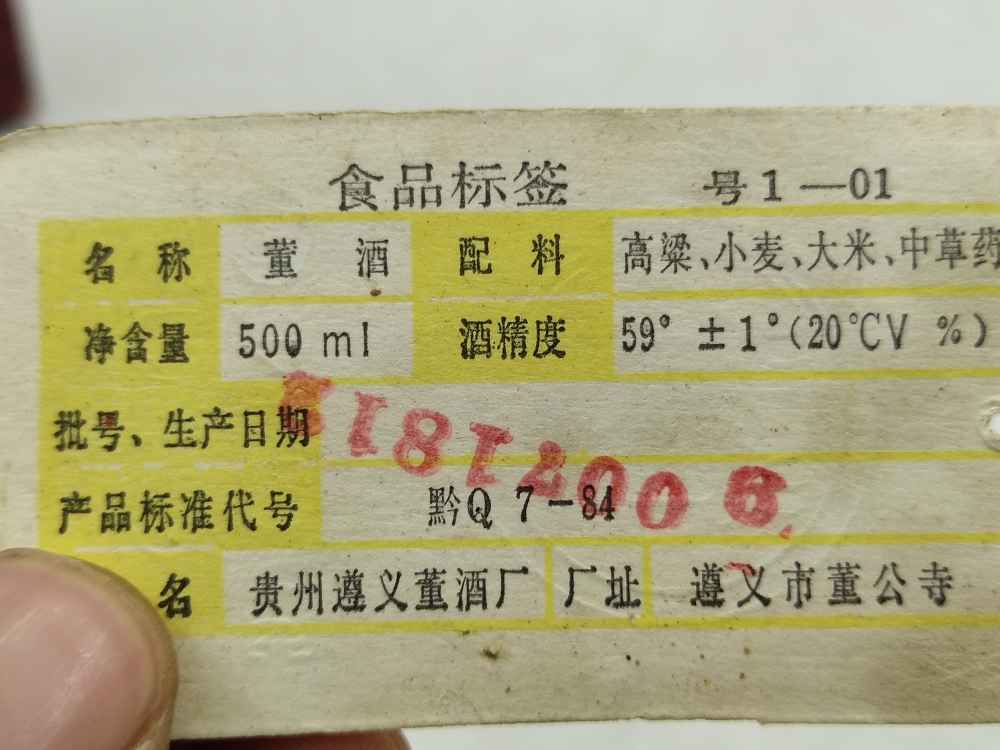 食品标签 号1—01
名称 董酒 配料 高粱、小麦、大米、中草药
净含量 500 ml 酒精度 59° ±1°(20℃V %)
批号、生产日期
产品标准代号 黔Q 7-84
名 贵州遵义董酒厂 厂址 遵义市董公寺